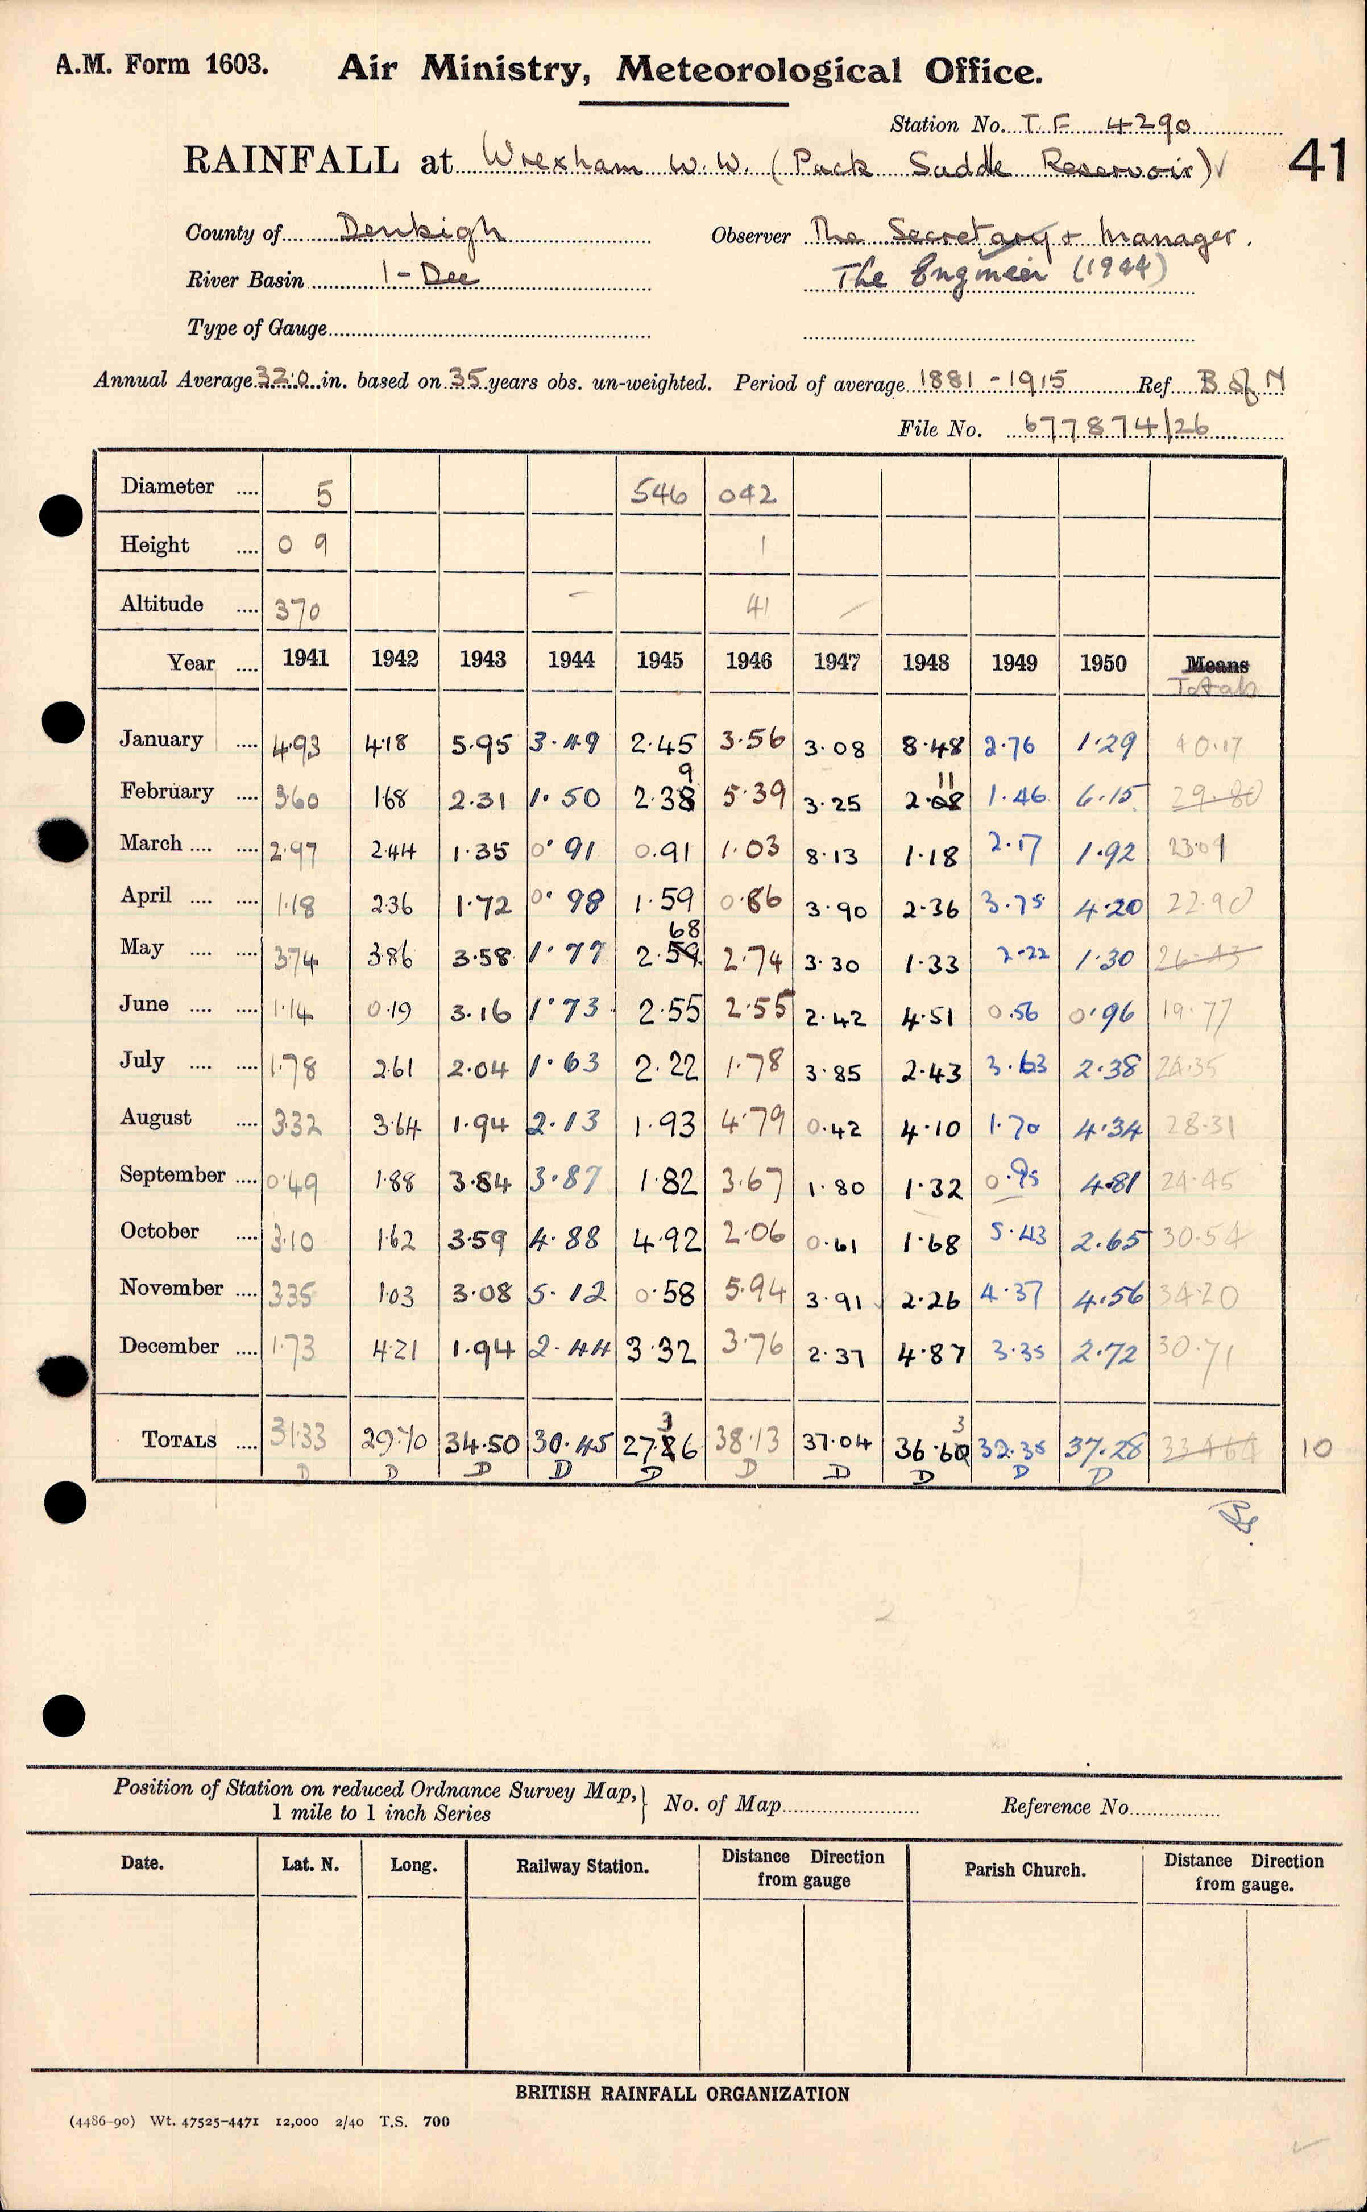 A.M. Form 1603. Air Ministry, Meteorological Office.
Station No. T.F 4290
RAINFALL at Wrexham W.W. (Pack Saddle Reservoir) √ 41
County of Denbigh Observer The Secretary + Manager.
River Basin 1-Dee The Engineer (1944)
Type of Gauge
Annual Average 32.0 in. based on 35 years obs. un-weighted. Period of average 1881-1915 Ref. B of N
File No. 677874/26
Diameter .... 5 546 042
Height .... 0 9 1
Altitude .... 370 - 41 -
Year .... 1941 1942 1943 1944 1945 1946 1947 1948 1949 1950 Means
Totals
January .... 4.93 4.18 5.95 3.49 2.45 3.56 3.08 8.48 2.76 1.29 40.17
9 11
February .... 3.60 1.68 2.31 1.50 2.38 5.39 3.25 2.08 1.46 6.15 29.80
March .... .... 2.97 2.44 1.35 0.91 0.91 1.03 8.13 1.18 2.17 1.92 23.01
April .... .... 1.18 2.36 1.72 0.98 1.59 0.86 3.90 2.36 3.75 4.20 22.90
68
May .... .... 3.74 3.86 3.58 1.77 2.59 2.74 3.30 1.33 2.22 1.30 26.43
June .... .... 1.14 0.19 3.16 1.73 2.55 2.55 2.42 4.51 0.56 0.96 19.77
July .... .... 1.78 2.61 2.04 1.63 2.22 1.78 3.85 2.43 3.63 2.38 24.35
August .... 3.32 3.64 1.94 2.13 1.93 4.79 0.42 4.10 1.70 4.34 28.31
September .... 0.49 1.88 3.84 3.87 1.82 3.67 1.80 1.32 0.95 4.81 24.45
October .... 3.10 1.62 3.59 4.88 4.92 2.06 0.61 1.68 5.43 2.65 30.54
November .... 3.35 1.03 3.08 5.12 0.58 5.94 3.91 2.26 4.37 4.56 34.20
December .... 1.73 4.21 1.94 2.44 3.32 3.76 2.37 4.87 3.35 2.72 30.71
3 3
TOTALS .... 31.33 29.70 34.50 30.45 27.26 38.13 37.04 36.60 32.35 37.28 334.64 10
D D D D D D D D D D
Position of Station on reduced Ordnance Survey Map,
1 mile to 1 inch Series
No. of Map Reference No.
Date. Lat. N. Long. Railway Station. Distance Direction from gauge Parish Church. Distance Direction from gauge.
BRITISH RAINFALL ORGANIZATION
(4486-90) Wt. 47525-4471 12,000 2/40 T.S. 700